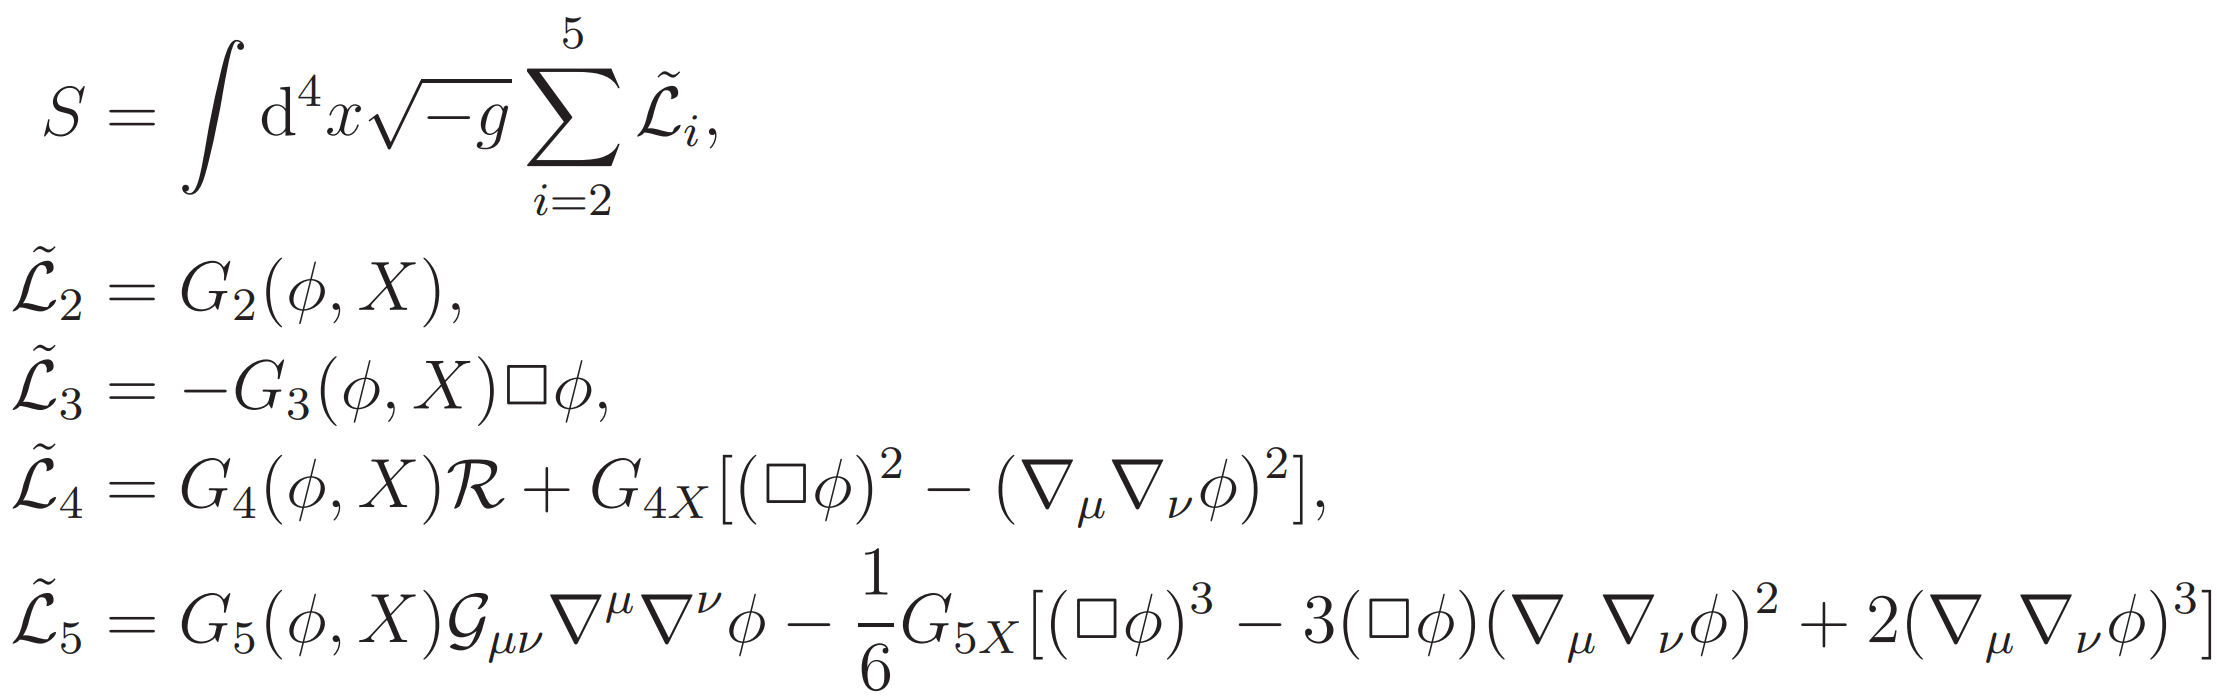 $S = \int \mathrm{d}^4x\sqrt{-g}\sum_{i=2}^{5}\tilde{\mathcal{L}}_i,$
$\tilde{\mathcal{L}}_2 = G_2(\phi, X),$
$\tilde{\mathcal{L}}_3 = -G_3(\phi, X)\Box\phi,$
$\tilde{\mathcal{L}}_4 = G_4(\phi, X)\mathcal{R} + G_{4X}[(\Box\phi)^2 - (\nabla_\mu\nabla_\nu\phi)^2],$
$\tilde{\mathcal{L}}_5 = G_5(\phi, X)\mathcal{G}_{\mu\nu}\nabla^\mu\nabla^\nu\phi - \frac{1}{6}G_{5X}[(\Box\phi)^3 - 3(\Box\phi)(\nabla_\mu\nabla_\nu\phi)^2 + 2(\nabla_\mu\nabla_\nu\phi)^3]$